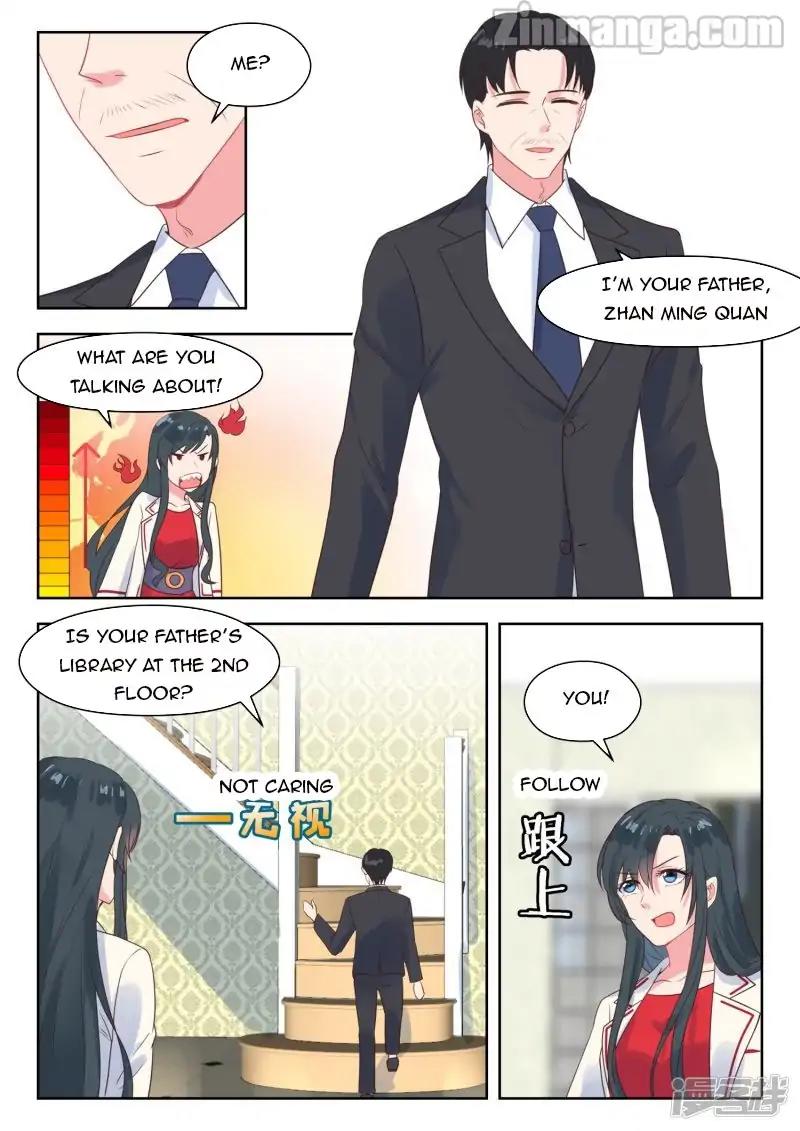 Zinmanga.com
ME?
I'M YOUR FATHER,
ZHAN MING QUAN
WHAT ARE YOU
TALKING ABOUT!
IS YOUR FATHER'S
LIBRARY AT THE 2ND
FLOOR?
NOT CARING
一无视
YOU!
FOLLOW
跟上
漫客栈